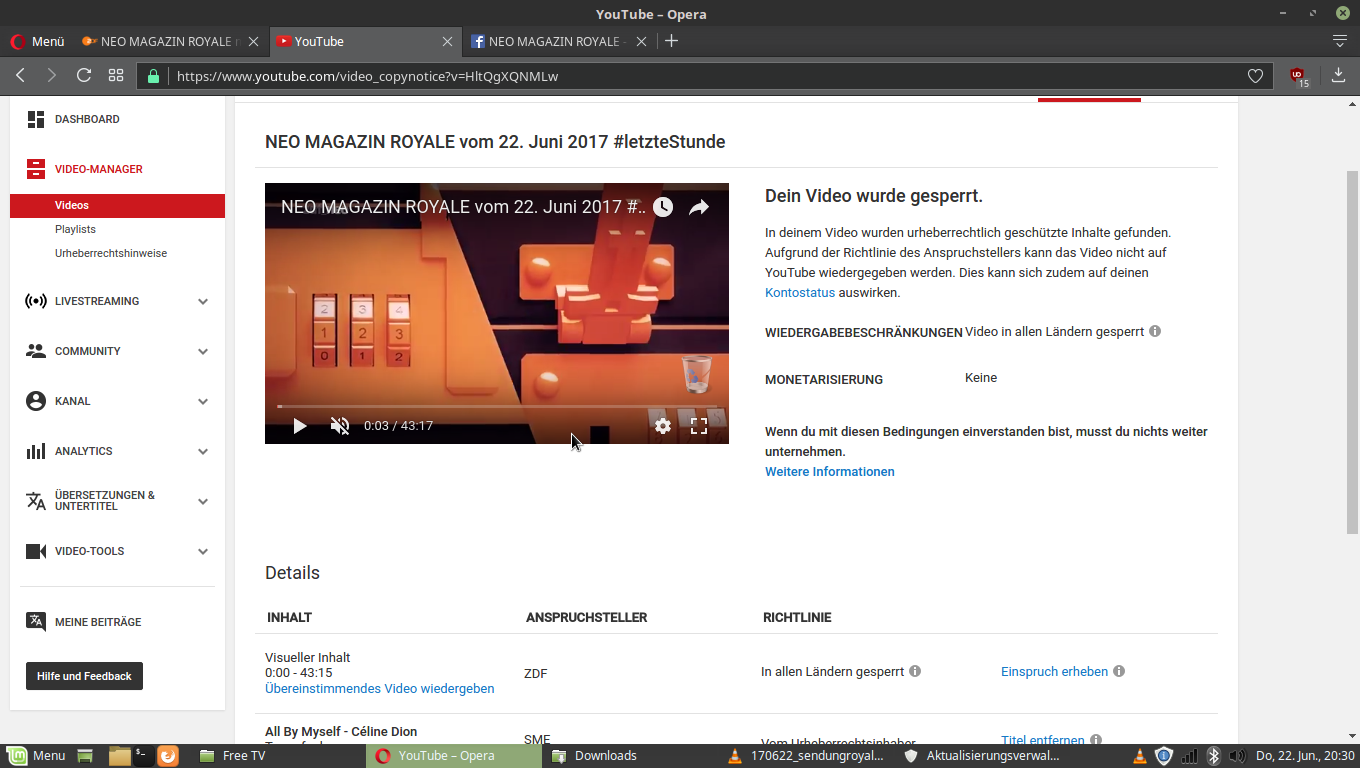 YouTube – Opera
Menü
NEO MAGAZIN ROYALE
YouTube
NEO MAGAZIN ROYALE -
https://www.youtube.com/video_copynotice?v=HltQgXQNMLw
15
DASHBOARD
VIDEO-MANAGER
Videos
Playlists
Urheberrechtshinweise
LIVESTREAMING
COMMUNITY
KANAL
ANALYTICS
ÜBERSETZUNGEN &
UNTERTITEL
VIDEO-TOOLS
MEINE BEITRÄGE
Hilfe und Feedback
NEO MAGAZIN ROYALE vom 22. Juni 2017 #letzteStunde
NEO MAGAZIN ROYALE vom 22. Juni 2017 #..
2 3 4
1 2 3
0 1 2
0:03 / 43:17
Dein Video wurde gesperrt.
In deinem Video wurden urheberrechtlich geschützte Inhalte gefunden.
Aufgrund der Richtlinie des Anspruchstellers kann das Video nicht auf
YouTube wiedergegeben werden. Dies kann sich zudem auf deinen
Kontostatus auswirken.
WIEDERGABEBESCHRÄNKUNGEN Video in allen Ländern gesperrt
MONETARISIERUNG Keine
Wenn du mit diesen Bedingungen einverstanden bist, musst du nichts weiter
unternehmen.
Weitere Informationen
Details
INHALT ANSPRUCHSTELLER RICHTLINIE
Visueller Inhalt
0:00 - 43:15
Übereinstimmendes Video wiedergeben
ZDF
In allen Ländern gesperrt
Einspruch erheben
All By Myself - Céline Dion
SME
Vom Urheberrechtsinhaber
Titel entfernen
Menu
Free TV
YouTube – Opera
Downloads
170622_sendungroyal...
Aktualisierungsverwal...
Do, 22. Jun., 20:30